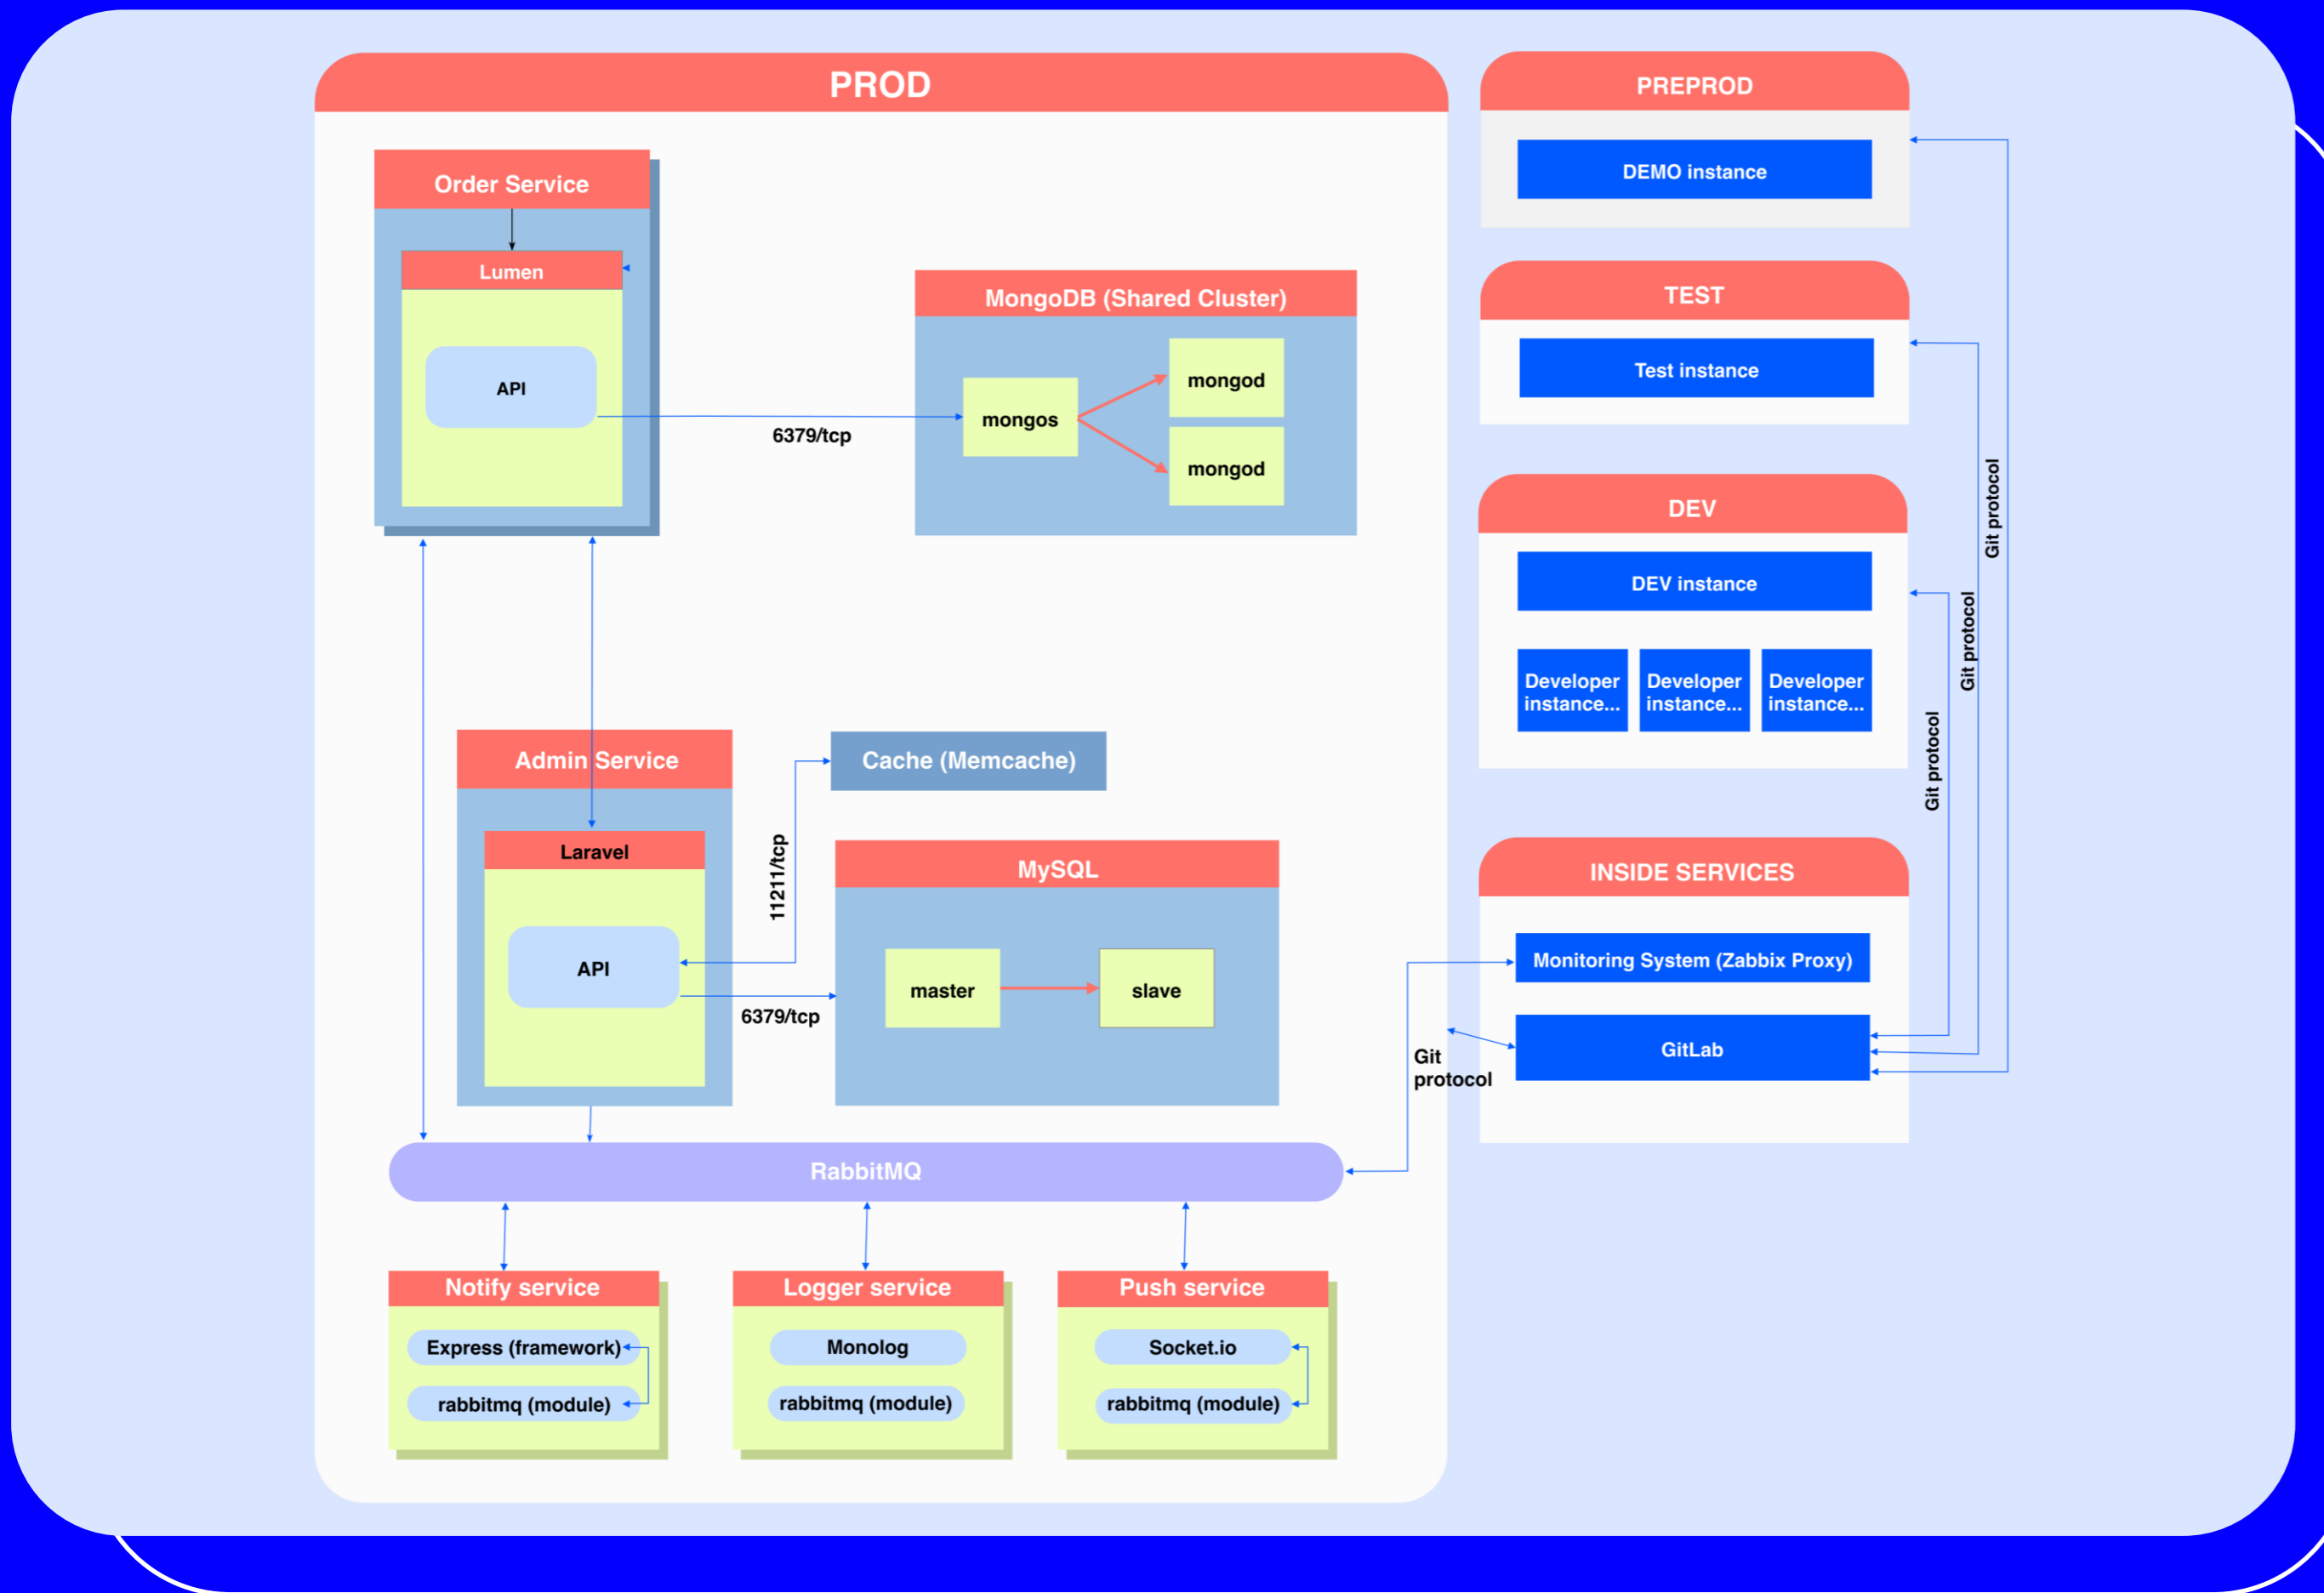 PROD
Order Service
Lumen
API
6379/tcp
MongoDB (Shared Cluster)
mongos
mongod
mongod
Admin Service
Laravel
API
Cache (Memcache)
11211/tcp
6379/tcp
MySQL
master
slave
RabbitMQ
Notify service
Express (framework)
rabbitmq (module)
Logger service
Monolog
rabbitmq (module)
Push service
Socket.io
rabbitmq (module)
PREPROD
DEMO instance
TEST
Test instance
DEV
DEV instance
Developer
instance...
Developer
instance...
Developer
instance...
INSIDE SERVICES
Monitoring System (Zabbix Proxy)
GitLab
Git
protocol
Git protocol
Git protocol
Git protocol